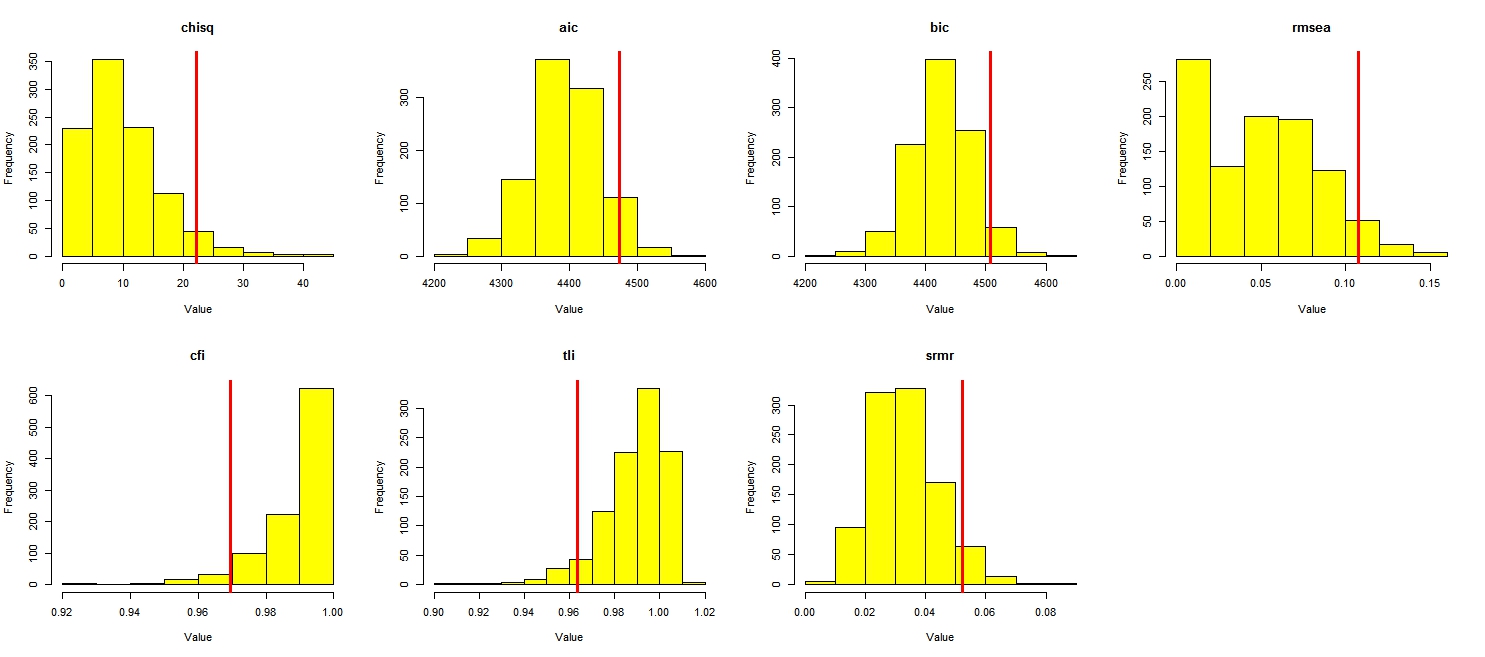 chisq
Frequency
0 50 100 150 200 250 300 350
0 10 20 30 40
Value
aic
Frequency
0 100 200 300
4200 4300 4400 4500 4600
Value
bic
Frequency
0 100 200 300 400
4200 4300 4400 4500 4600
Value
rmsea
Frequency
0 50 100 150 200 250
0.00 0.05 0.10 0.15
Value
cfi
Frequency
0 100 200 300 400 500 600
0.92 0.94 0.96 0.98 1.00
Value
tli
Frequency
0 50 100 150 200 250 300
0.90 0.92 0.94 0.96 0.98 1.00 1.02
Value
srmr
Frequency
0 50 100 150 200 250 300
0.00 0.02 0.04 0.06 0.08
Value